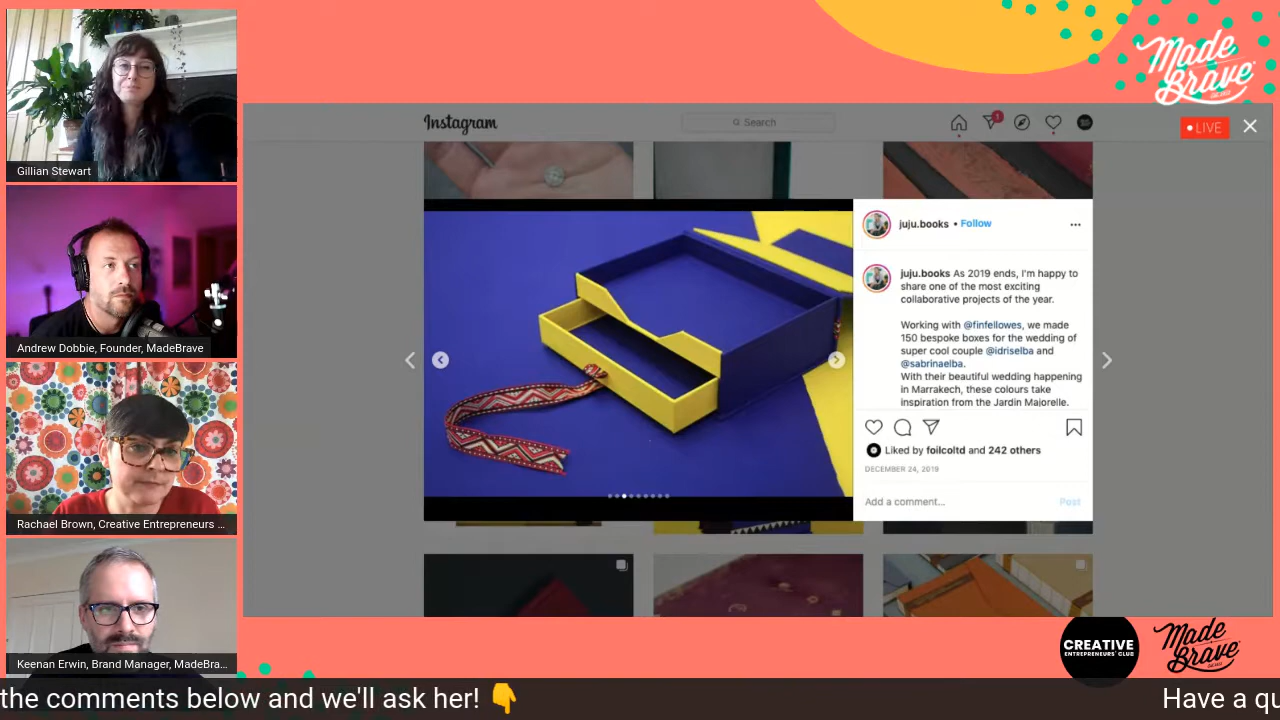 Gillian Stewart
Andrew Dobbie, Founder, MadeBrave
Rachael Brown, Creative Entrepreneurs ...
Keenan Erwin, Brand Manager, MadeBra...
Made
Brave
LIVE
Instagram
Search
1
juju.books • Follow
juju.books As 2019 ends, I'm happy to
share one of the most exciting
collaborative projects of the year.
Working with @finfellowes, we made
150 bespoke boxes for the wedding of
super cool couple @idriselba and
@sabrinaelba.
With their beautiful wedding happening
in Marrakech, these colours take
inspiration from the Jardin Majorelle.
Liked by foilcoltd and 242 others
DECEMBER 24, 2019
Add a comment... Post
CREATIVE
ENTREPRENEURS' CLUB
Made
Brave
the comments below and we'll ask her! 👇 Have a qu